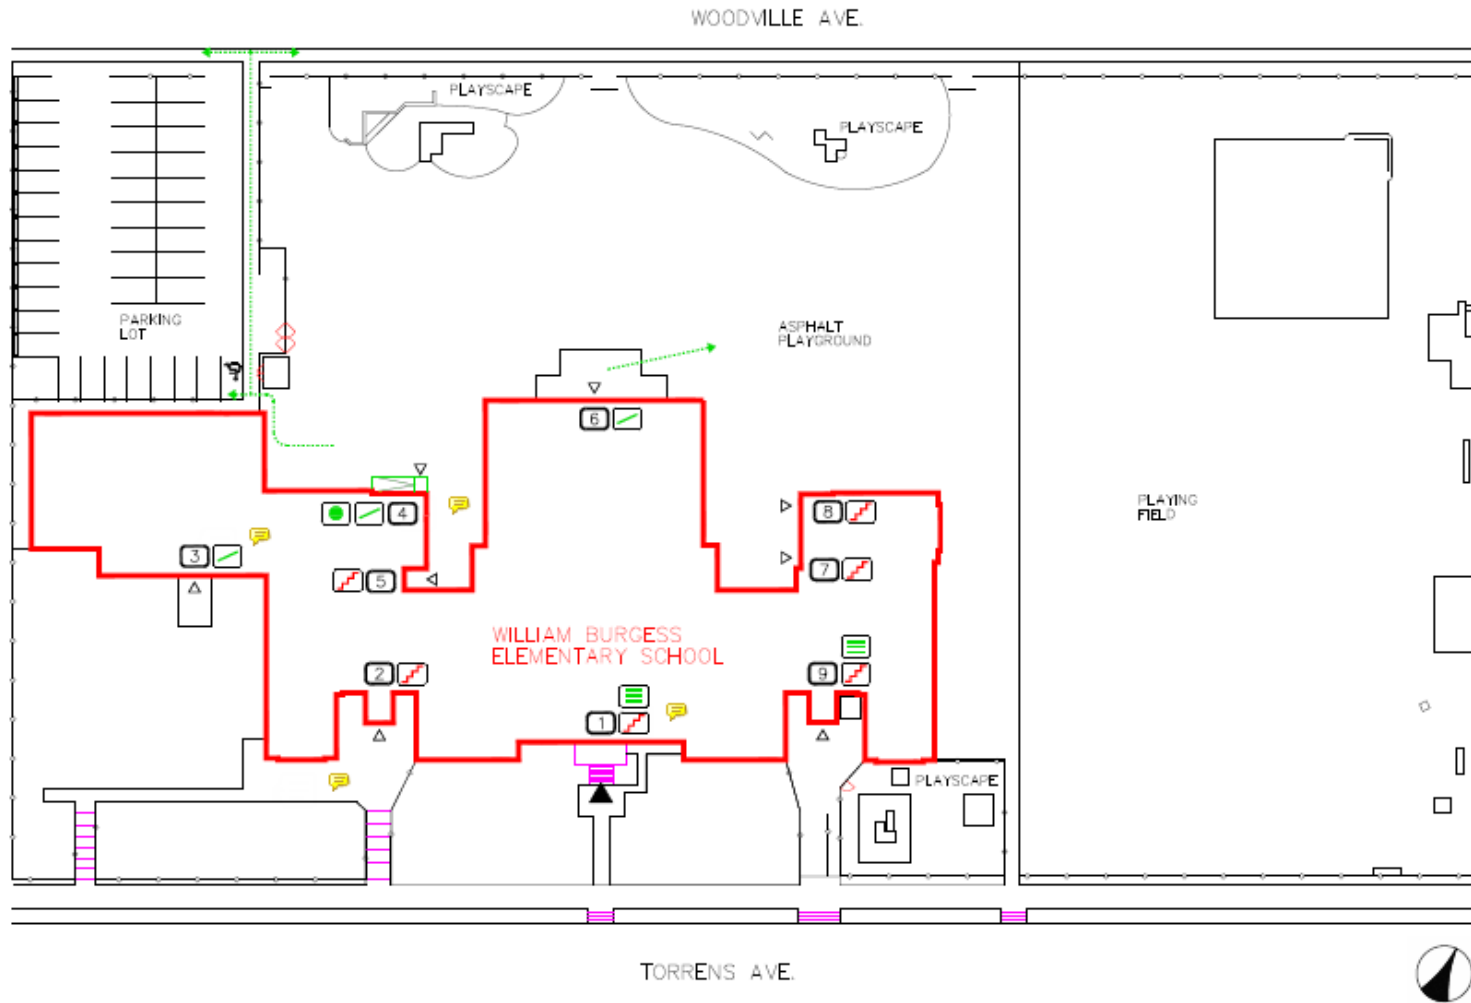 WOODVILLE AVE.
PLAYSCAPE
PLAYSCAPE
PARKING
LOT
ASPHALT
PLAYGROUND
6
PLAYING
FIELD
4
8
3
5
7
WILLIAM BURGESS
ELEMENTARY SCHOOL
2
9
1
PLAYSCAPE
TORRENS AVE.